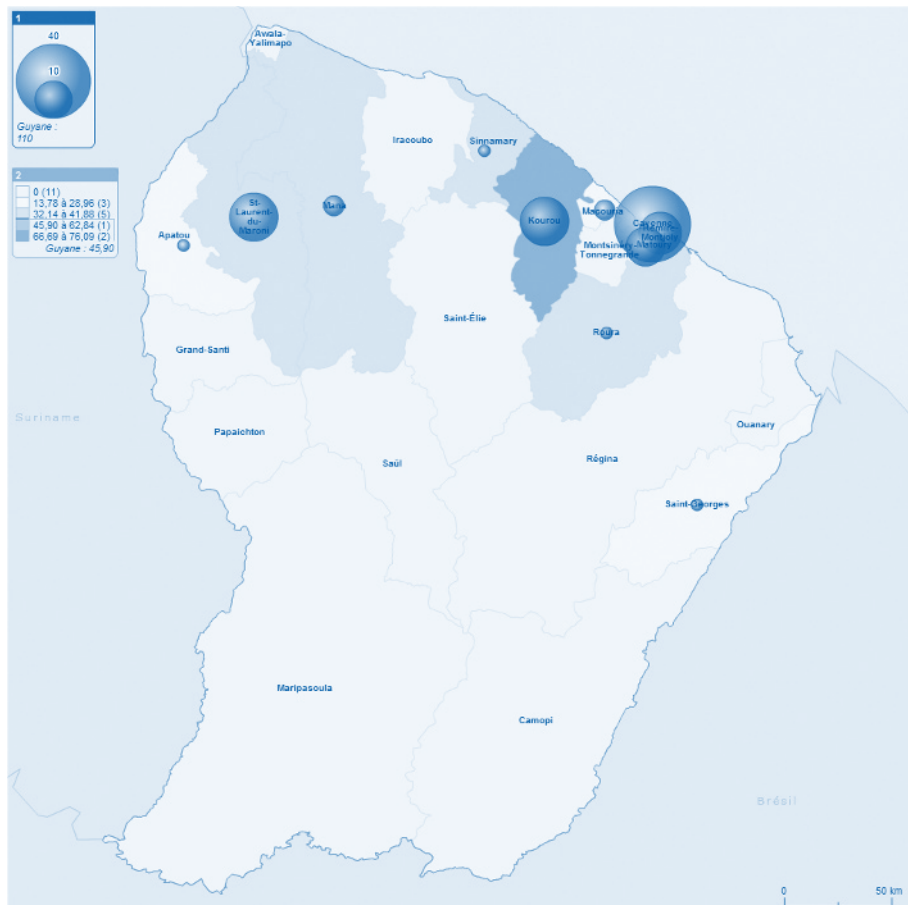 1
40
10
Guyane :
110
2
0 (11)
13,78 à 28,96 (3)
32,14 à 41,88 (5)
45,90 à 62,84 (1)
66,69 à 76,09 (2)
Guyane : 45,90
Awala-
Yalimapo
Iracoubo
Sinnamary
St-
Laurent-
du-
Maroni
Mana
Kourou
Macouria
Cayenne
Rémire-
Montjoly
Matoury
Apatou
Montsinéry-
Tonnegrande
Saint-Élie
Roura
Grand-Santi
Suriname
Papaichton
Ouanary
Saül
Régina
Saint-Georges
Maripasoula
Camopi
Brésil
0
50 km